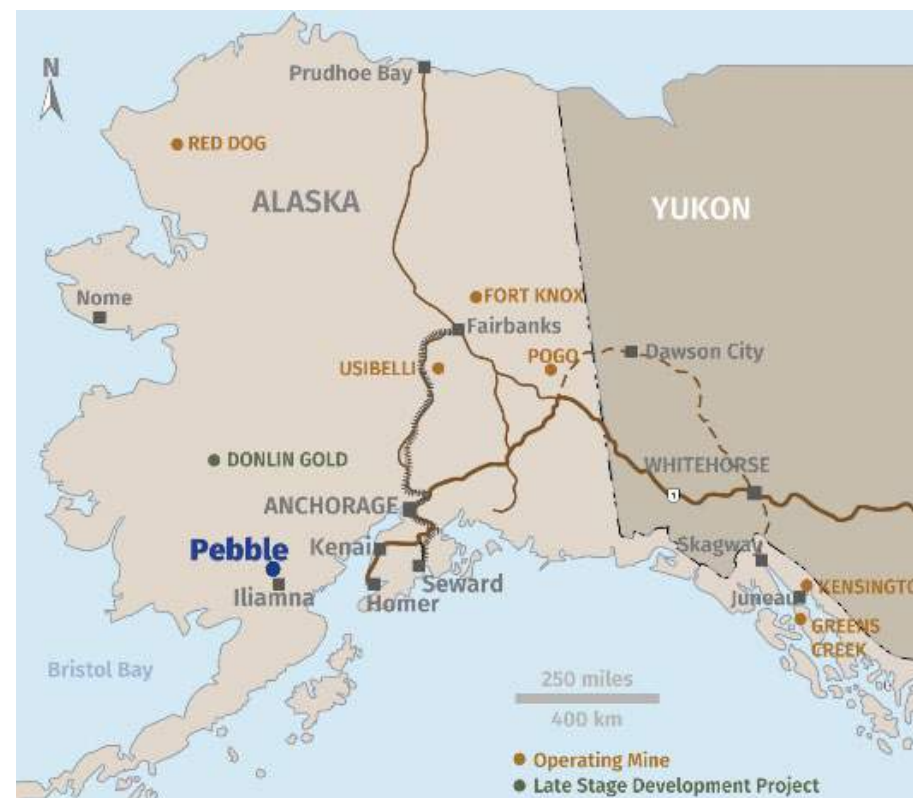 N
Prudhoe Bay
RED DOG
ALASKA
YUKON
Nome
FORT KNOX
Fairbanks
USIBELLI
POGO
Dawson City
DONLIN GOLD
WHITEHORSE
1
ANCHORAGE
Pebble
Kenai
Skagway
Iliamna
Homer
Seward
Juneau
KENSINGTO
GREENS
CREEK
Bristol Bay
250 miles
400 km
Operating Mine
Late Stage Development Project